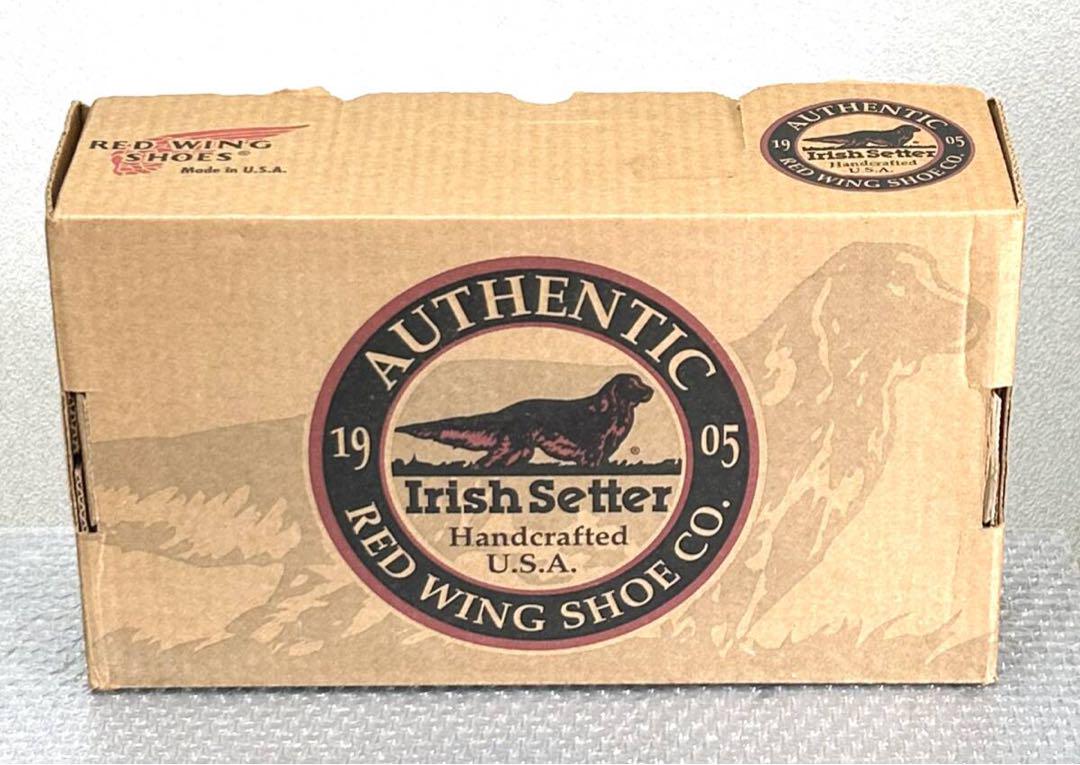 RED WING
SHOES®
Made in U.S.A.
AUTHENTIC
19 05
Irish Setter
Handcrafted
U.S.A.
RED WING SHOE CO.
AUTHENTIC
19 05
®
Irish Setter
Handcrafted
U.S.A.
RED WING SHOE CO.